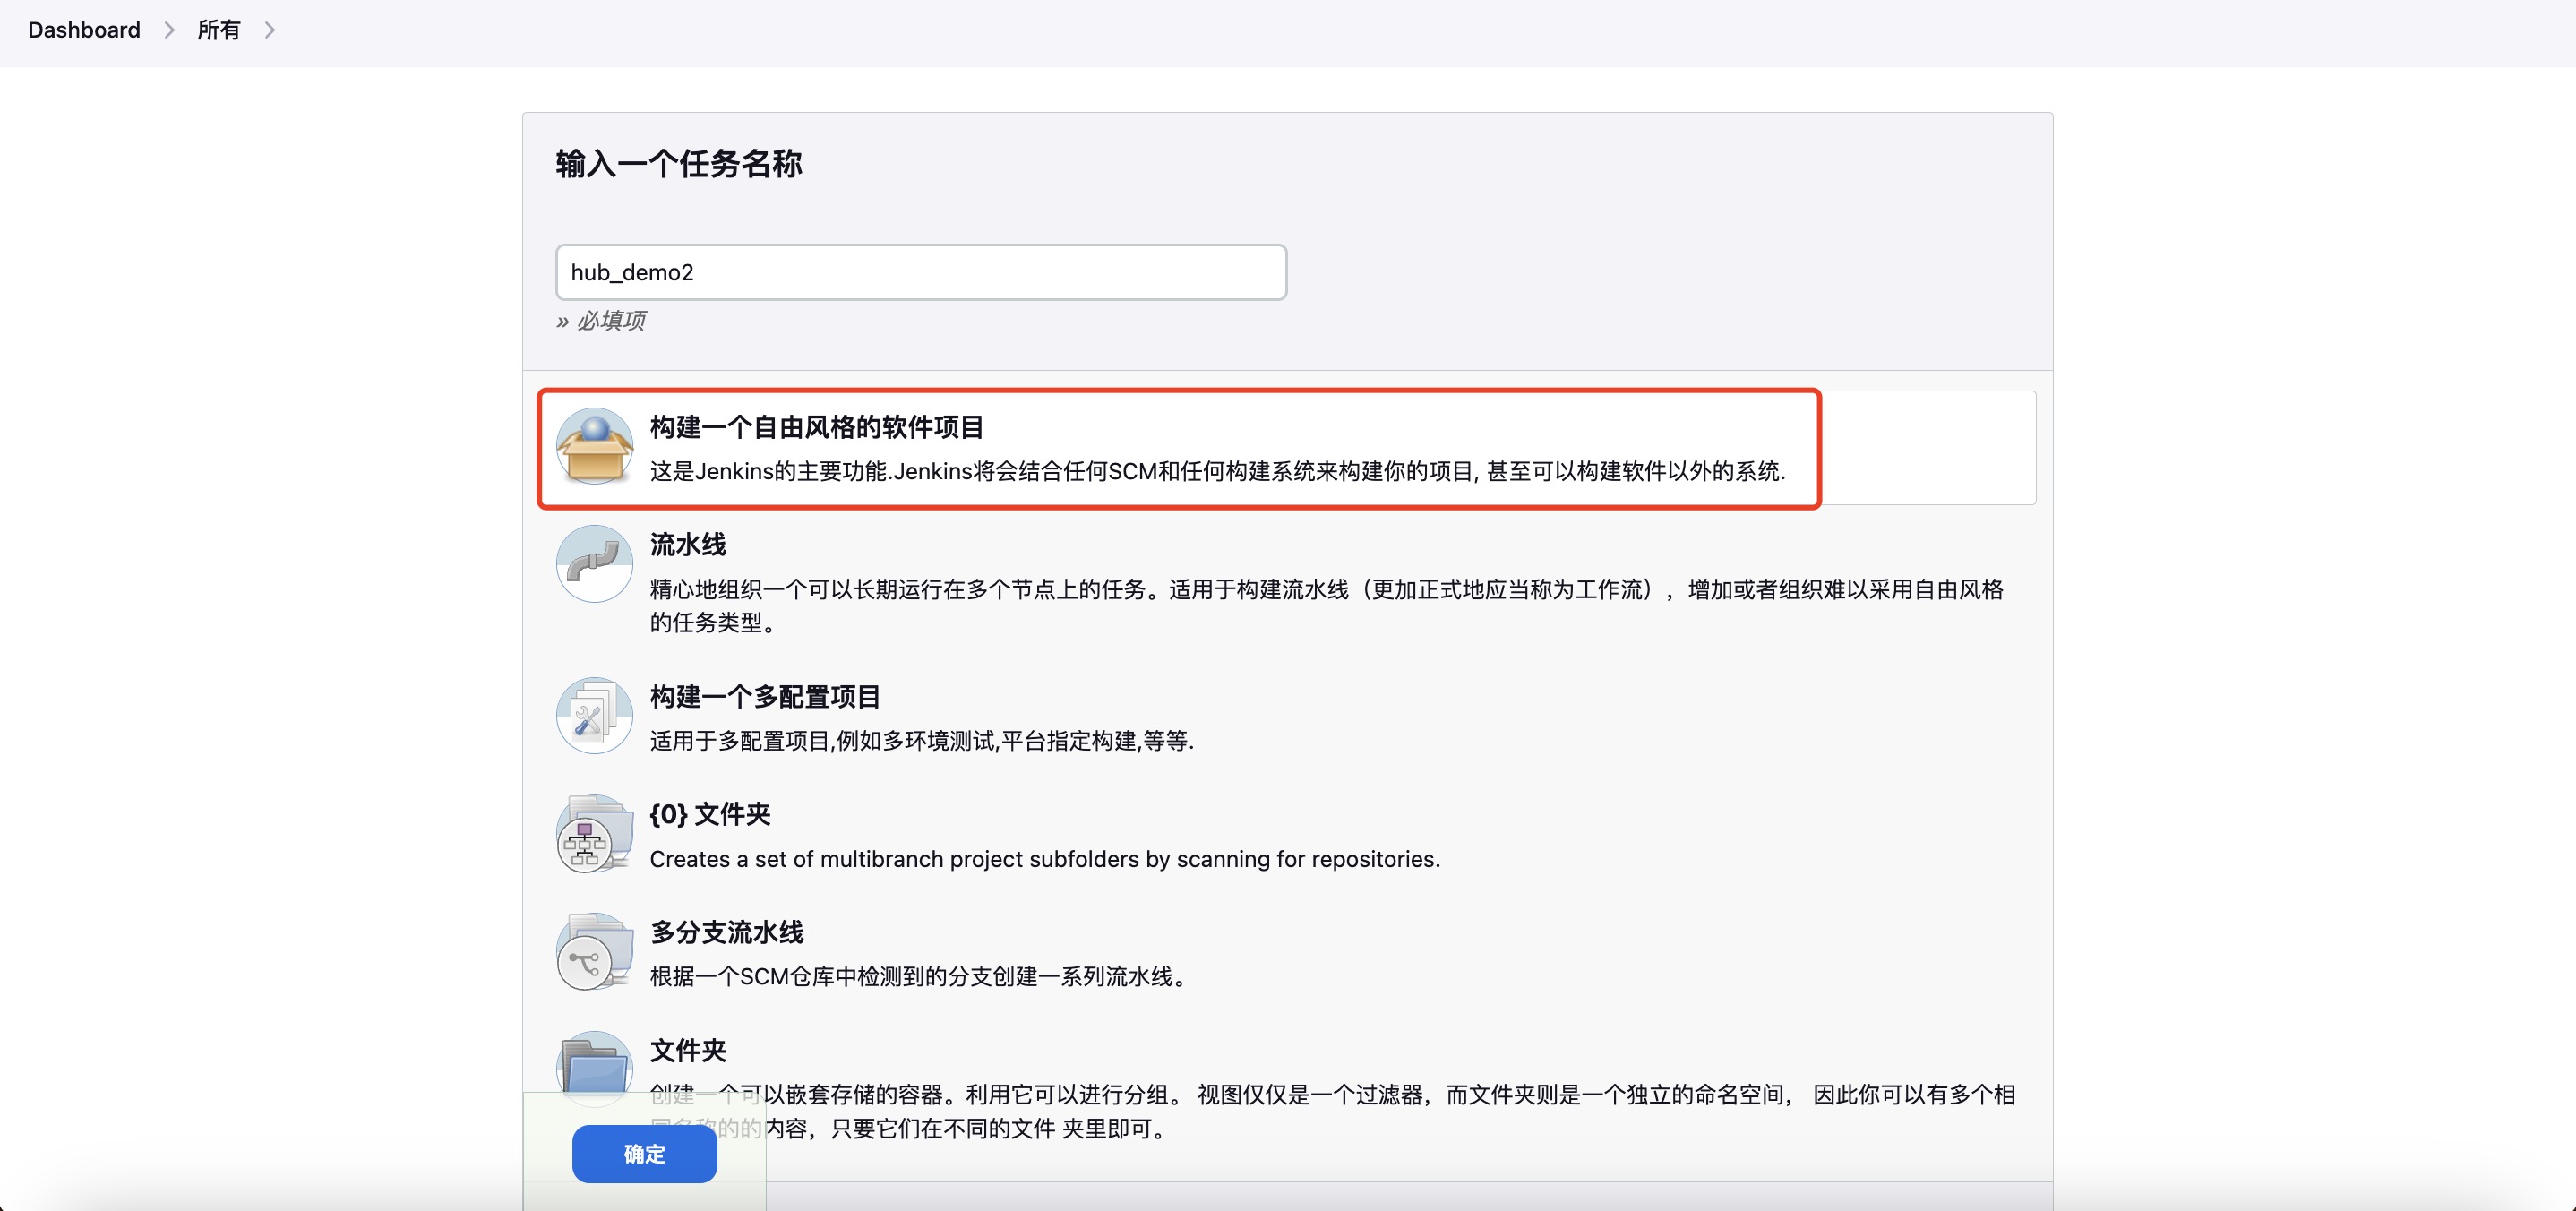 Dashboard > 所有 >
输入一个任务名称
hub_demo2
» 必填项
构建一个自由风格的软件项目
这是Jenkins的主要功能.Jenkins将会结合任何SCM和任何构建系统来构建你的项目, 甚至可以构建软件以外的系统.
流水线
精心地组织一个可以长期运行在多个节点上的任务。适用于构建流水线（更加正式地应当称为工作流），增加或者组织难以采用自由风格
的任务类型。
构建一个多配置项目
适用于多配置项目,例如多环境测试,平台指定构建,等等.
{0} 文件夹
Creates a set of multibranch project subfolders by scanning for repositories.
多分支流水线
根据一个SCM仓库中检测到的分支创建一系列流水线。
文件夹
创建一个可以嵌套存储的容器。利用它可以进行分组。 视图仅仅是一个过滤器，而文件夹则是一个独立的命名空间， 因此你可以有多个相
同名称的的内容，只要它们在不同的文件 夹里即可。
确定